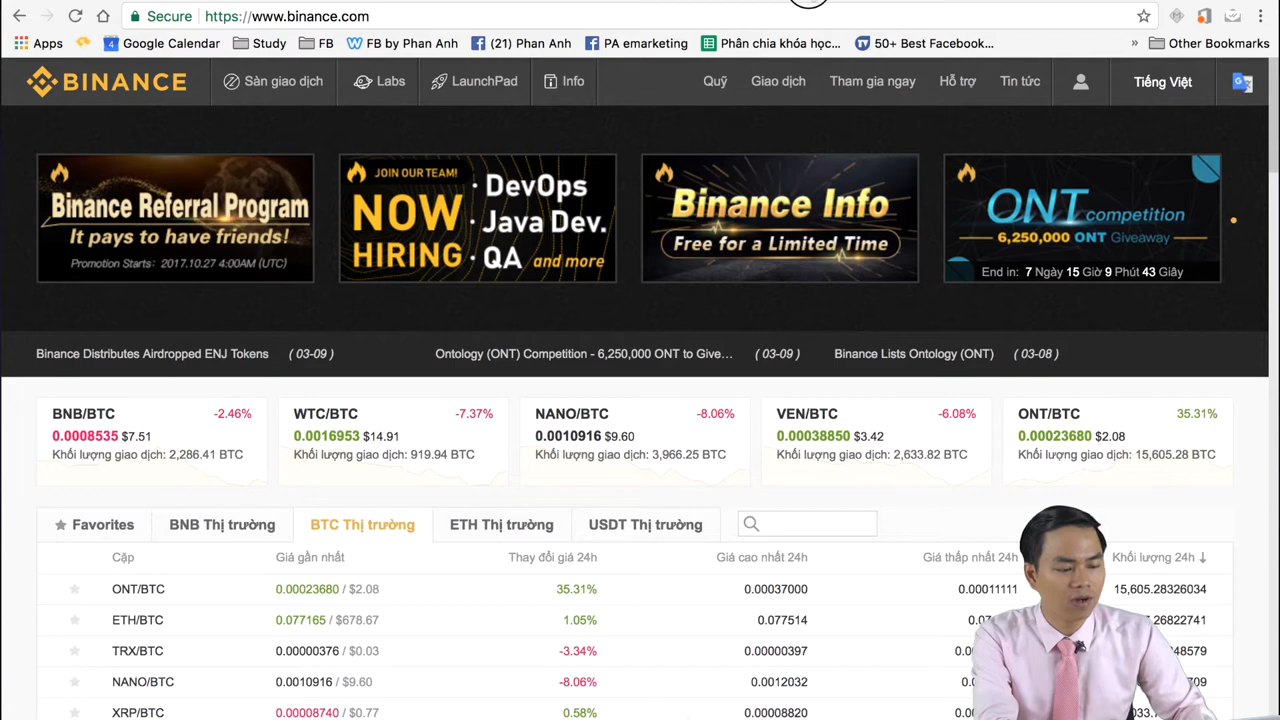 Secure https://www.binance.com
Apps Google Calendar Study FB FB by Phan Anh (21) Phan Anh PA emarketing Phân chia khóa học... 50+ Best Facebook... » Other Bookmarks
BINANCE Sàn giao dịch Labs LaunchPad Info Quỹ Giao dịch Tham gia ngay Hỗ trợ Tin tức Tiếng Việt
Binance Referral Program
It pays to have friends!
Promotion Starts: 2017.10.27 4:00AM (UTC)
JOIN OUR TEAM!
NOW
HIRING
· DevOps
· Java Dev.
· QA and more
Binance Info
Free for a Limited Time
ONT competition
6,250,000 ONT Giveaway
End in: 7 Ngày 15 Giờ 9 Phút 43 Giây
Binance Distributes Airdropped ENJ Tokens ( 03-09 ) Ontology (ONT) Competition - 6,250,000 ONT to Give... ( 03-09 ) Binance Lists Ontology (ONT) ( 03-08 )
BNB/BTC -2.46%
0.0008535 $7.51
Khối lượng giao dịch: 2,286.41 BTC
WTC/BTC -7.37%
0.0016953 $14.91
Khối lượng giao dịch: 919.94 BTC
NANO/BTC -8.06%
0.0010916 $9.60
Khối lượng giao dịch: 3,966.25 BTC
VEN/BTC -6.08%
0.00038850 $3.42
Khối lượng giao dịch: 2,633.82 BTC
ONT/BTC 35.31%
0.00023680 $2.08
Khối lượng giao dịch: 15,605.28 BTC
Favorites BNB Thị trường BTC Thị trường ETH Thị trường USDT Thị trường
Cặp Giá gần nhất Thay đổi giá 24h Giá cao nhất 24h Giá thấp nhất 24h Khối lượng 24h ↓
ONT/BTC 0.00023680 / $2.08 35.31% 0.00037000 0.00011111 15,605.28326034
ETH/BTC 0.077165 / $678.67 1.05% 0.077514
TRX/BTC 0.00000376 / $0.03 -3.34% 0.00000397
NANO/BTC 0.0010916 / $9.60 -8.06% 0.0012032
XRP/BTC 0.00008740 / $0.77 0.58% 0.00008820